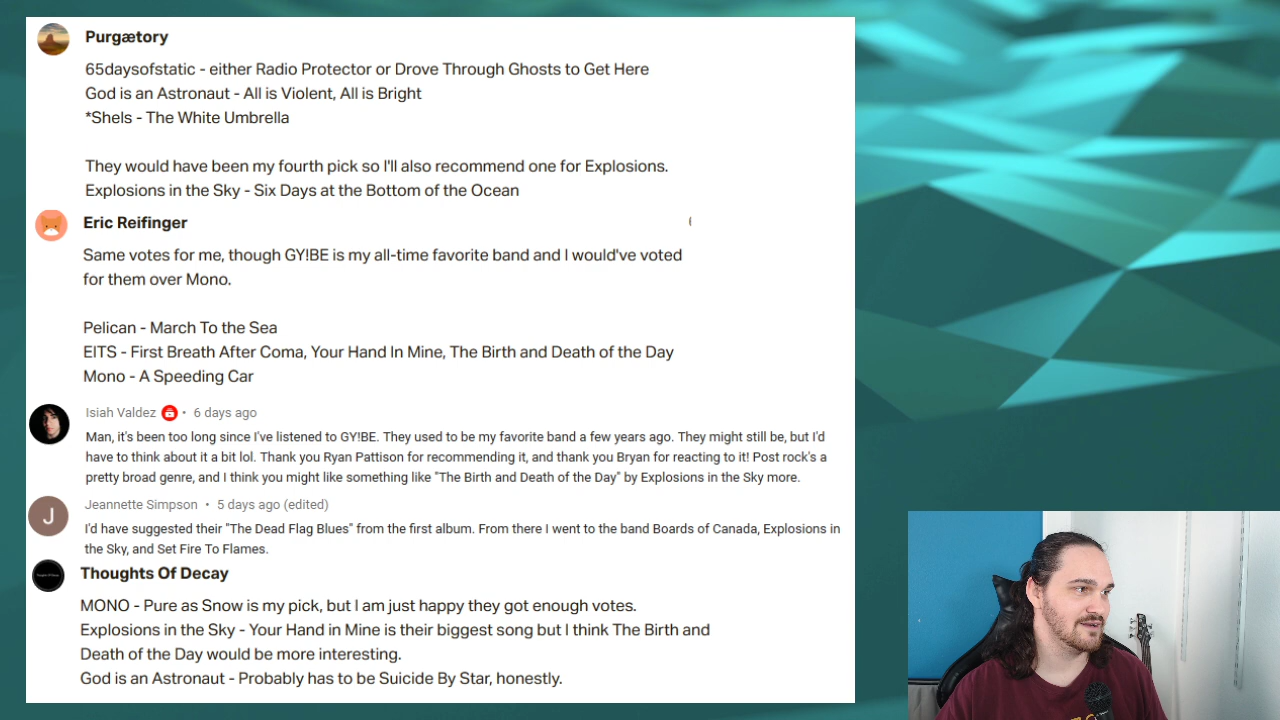 Purgætory
65daysofstatic - either Radio Protector or Drove Through Ghosts to Get Here
God is an Astronaut - All is Violent, All is Bright
*Shels - The White Umbrella
They would have been my fourth pick so I'll also recommend one for Explosions.
Explosions in the Sky - Six Days at the Bottom of the Ocean
Eric Reifinger
Same votes for me, though GY!BE is my all-time favorite band and I would've voted
for them over Mono.
Pelican - March To the Sea
EITS - First Breath After Coma, Your Hand In Mine, The Birth and Death of the Day
Mono - A Speeding Car
Isiah Valdez • 6 days ago
Man, it's been too long since I've listened to GY!BE. They used to be my favorite band a few years ago. They might still be, but I'd
have to think about it a bit lol. Thank you Ryan Pattison for recommending it, and thank you Bryan for reacting to it! Post rock's a
pretty broad genre, and I think you might like something like "The Birth and Death of the Day" by Explosions in the Sky more.
J
Jeannette Simpson • 5 days ago (edited)
I'd have suggested their "The Dead Flag Blues" from the first album. From there I went to the band Boards of Canada, Explosions in
the Sky, and Set Fire To Flames.
Thoughts Of Decay
MONO - Pure as Snow is my pick, but I am just happy they got enough votes.
Explosions in the Sky - Your Hand in Mine is their biggest song but I think The Birth and
Death of the Day would be more interesting.
God is an Astronaut - Probably has to be Suicide By Star, honestly.